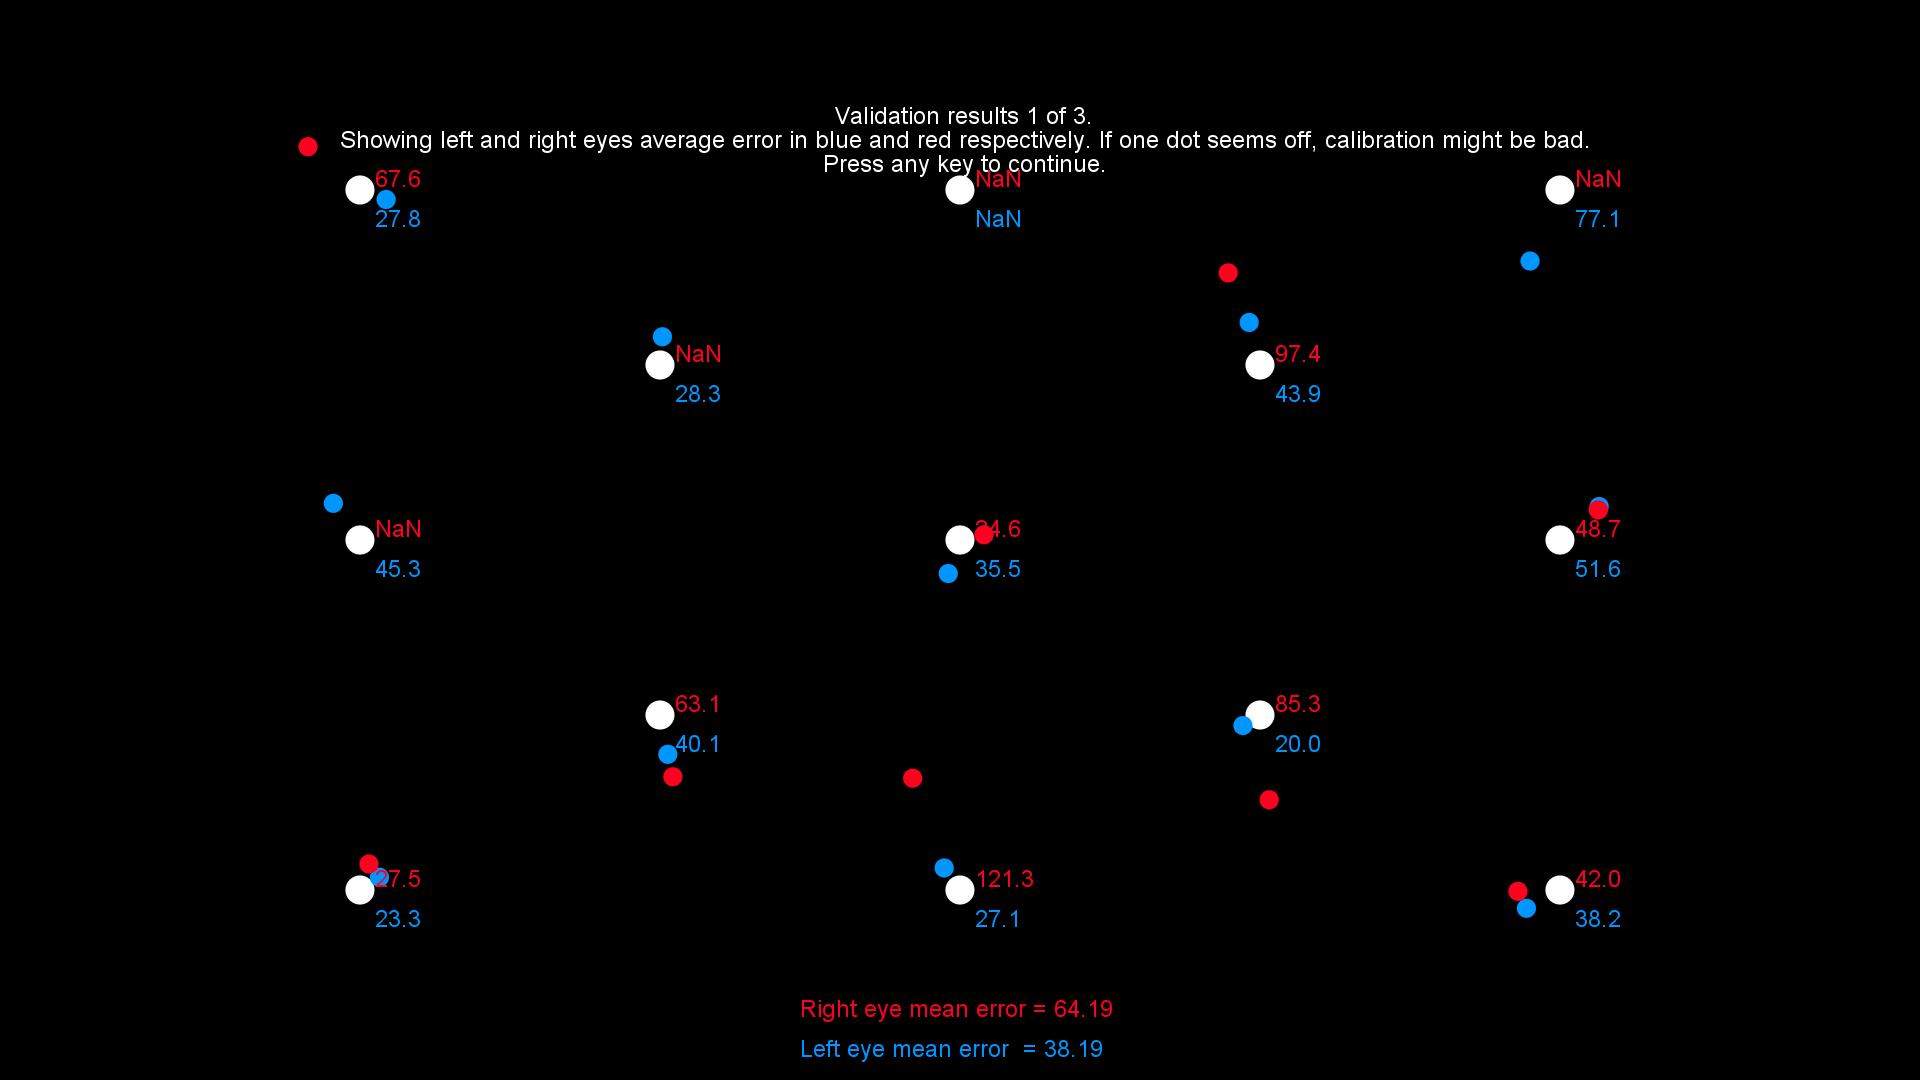 Validation results 1 of 3.
Showing left and right eyes average error in blue and red respectively. If one dot seems off, calibration might be bad.
Press any key to continue.
67.6
NaN
NaN
27.8
NaN
77.1
NaN
97.4
28.3
43.9
NaN
24.6
48.7
45.3
35.5
51.6
63.1
85.3
40.1
20.0
27.5
121.3
42.0
23.3
27.1
38.2
Right eye mean error = 64.19
Left eye mean error = 38.19